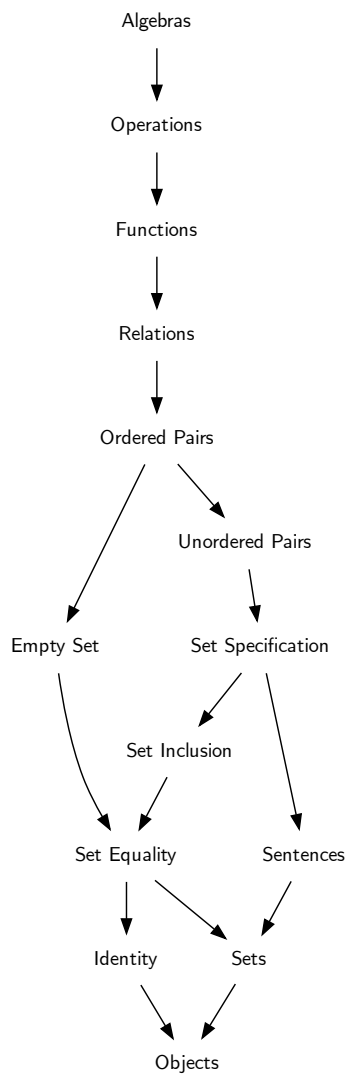 Algebras
Operations
Functions
Relations
Ordered Pairs
Unordered Pairs
Empty Set
Set Specification
Set Inclusion
Set Equality
Sentences
Identity
Sets
Objects